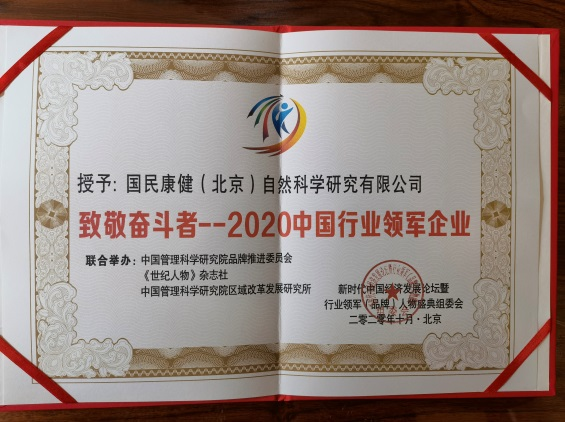 授予：国民康健（北京）自然科学研究有限公司
致敬奋斗者--2020中国行业领军企业
联合举办：中国管理科学研究院品牌推进委员会
《世纪人物》杂志社
中国管理科学研究院区域改革发展研究所
新时代中国经济发展论坛暨
行业领军（品牌）人物盛典组委会
二〇二〇年十月·北京